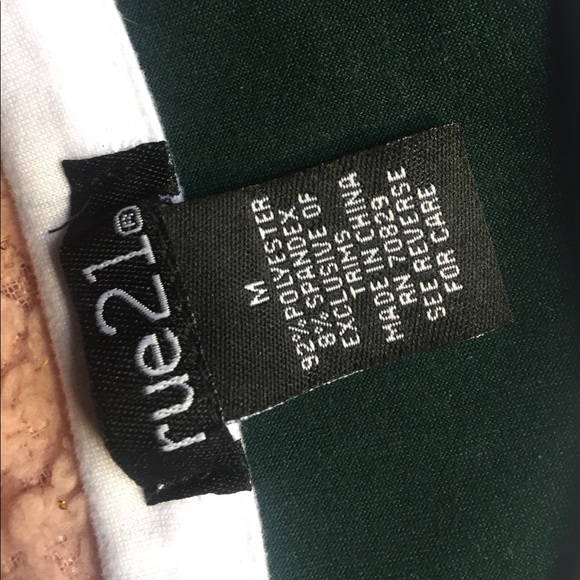 rue21®
M
92%POLYESTER
8%SPANDEX
EXCLUSIVE OF
TRIMS
MADE IN CHINA
RN 70829
SEE REVERSE
FOR CARE